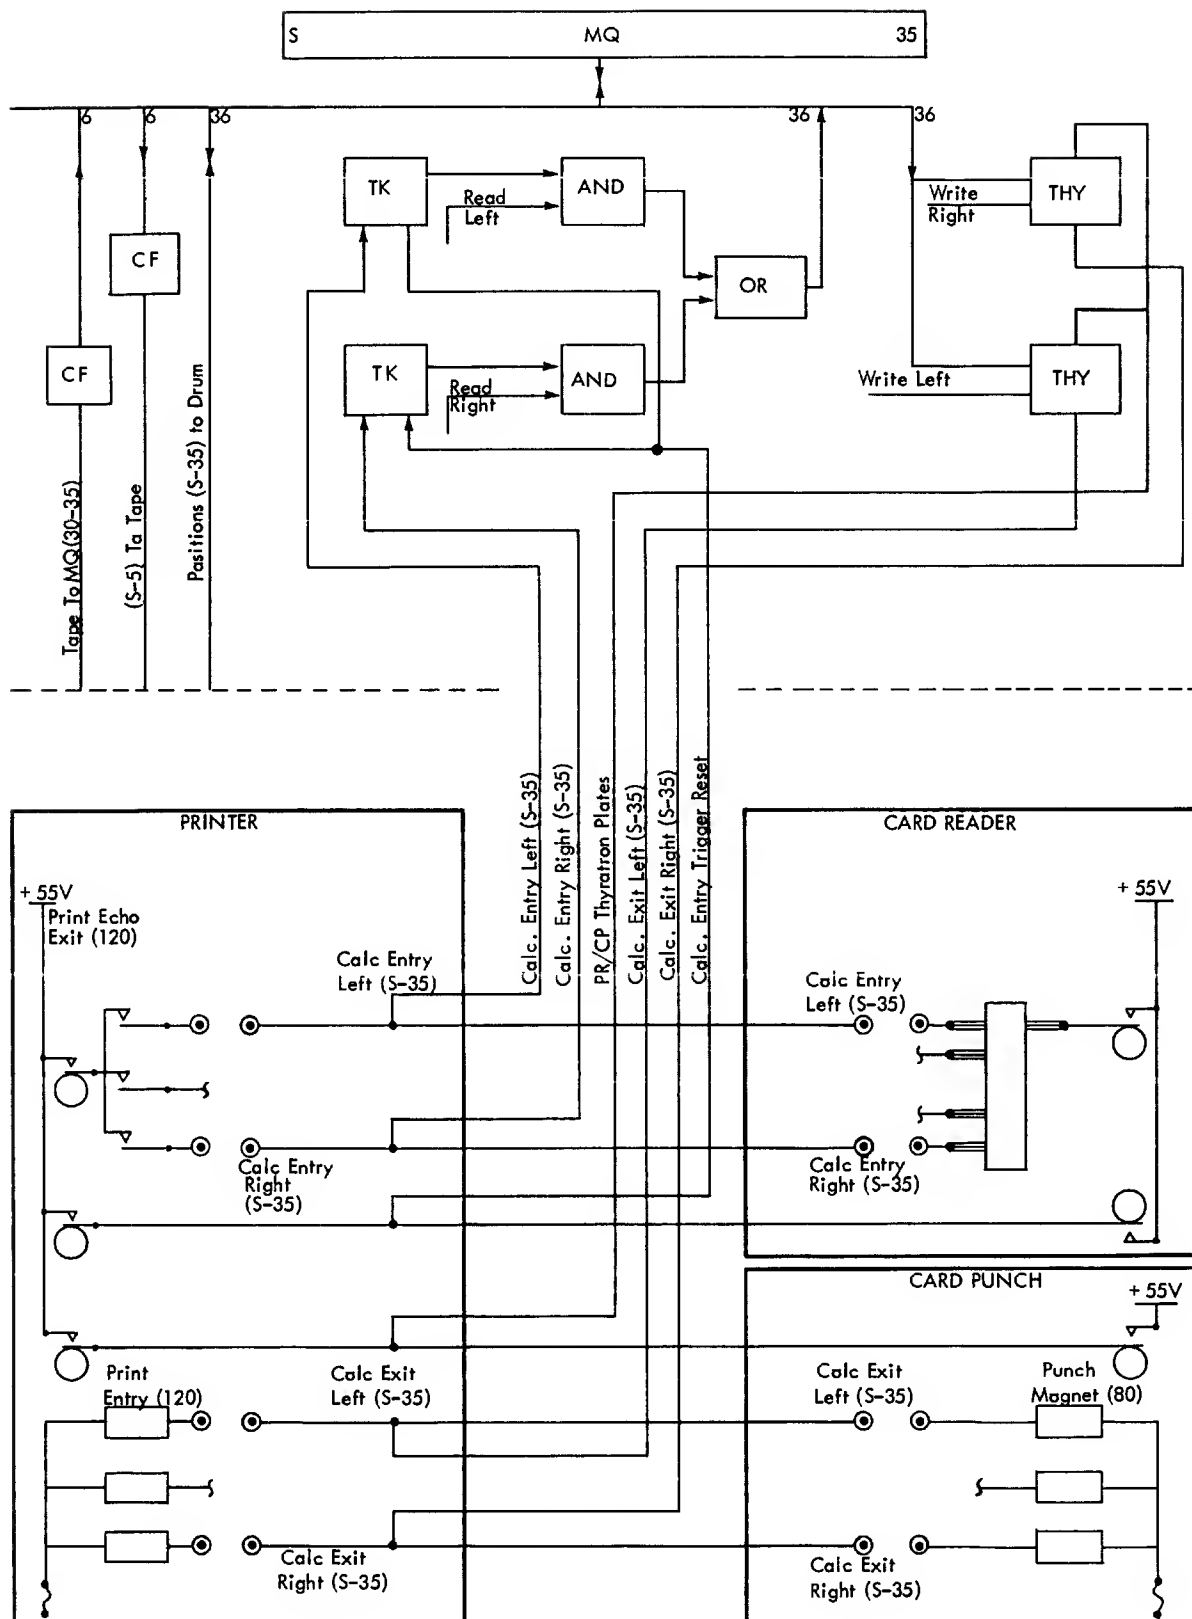 S MQ 35
6 6 36 36 36
TK
Read
Left
AND
Write
Right
THY
CF
OR
CF
TK
Read
Right
AND
Write Left
THY
Tape To MQ(30-35)
(S-5) Ta Tape
Pasitions (S-35) to Drum
Calc. Entry Left (S-35)
Calc. Entry Right (S-35)
PR/CP Thyratron Plates
Calc. Exit Left (S-35)
Calc. Exit Right (S-35)
Calc. Entry Trigger Reset
PRINTER
+ 55V
Print Echo
Exit (120)
Calc Entry
Left (S-35)
Calc Entry
Right
(S-35)
Print
Entry (120)
Calc Exit
Left (S-35)
Calc Exit
Right (S-35)
CARD READER
+ 55V
Calc Entry
Left (S-35)
Calc Entry
Right (S-35)
CARD PUNCH
+ 55V
Calc Exit
Left (S-35)
Punch
Magnet (80)
Calc Exit
Right (S-35)